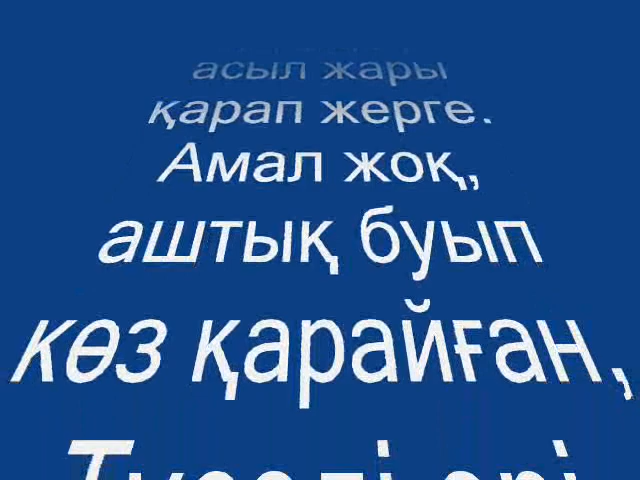 асыл жары
қарап жерге.
Амал жоқ,
аштық буып
көз қарайған,